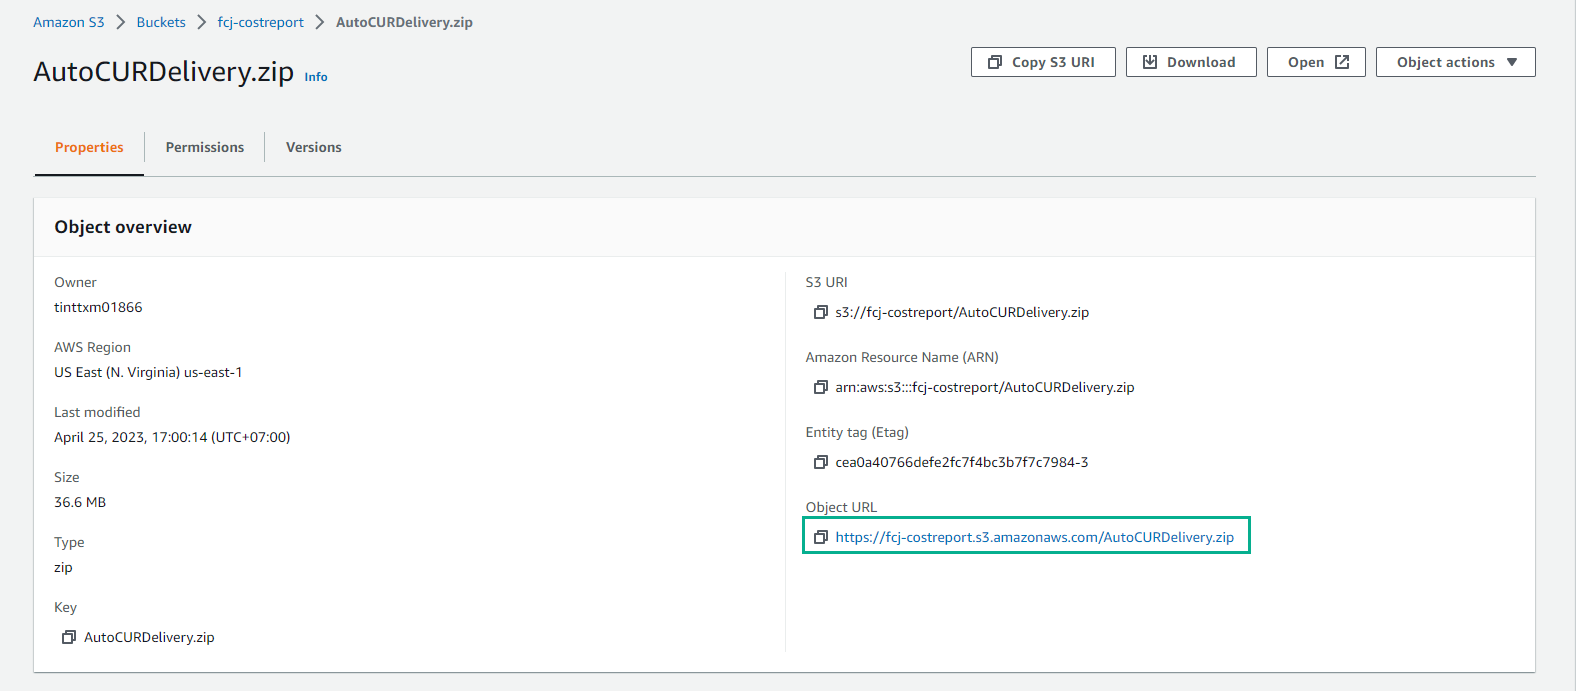 Amazon S3 > Buckets > fcj-costreport > AutoCURDelivery.zip
AutoCURDelivery.zip Info
Copy S3 URI Download Open Object actions
Properties Permissions Versions
Object overview
Owner
tinttxm01866
AWS Region
US East (N. Virginia) us-east-1
Last modified
April 25, 2023, 17:00:14 (UTC+07:00)
Size
36.6 MB
Type
zip
Key
AutoCURDelivery.zip
S3 URI
s3://fcj-costreport/AutoCURDelivery.zip
Amazon Resource Name (ARN)
arn:aws:s3:::fcj-costreport/AutoCURDelivery.zip
Entity tag (Etag)
cea0a40766defe2fc7f4bc3b7f7c7984-3
Object URL
https://fcj-costreport.s3.amazonaws.com/AutoCURDelivery.zip